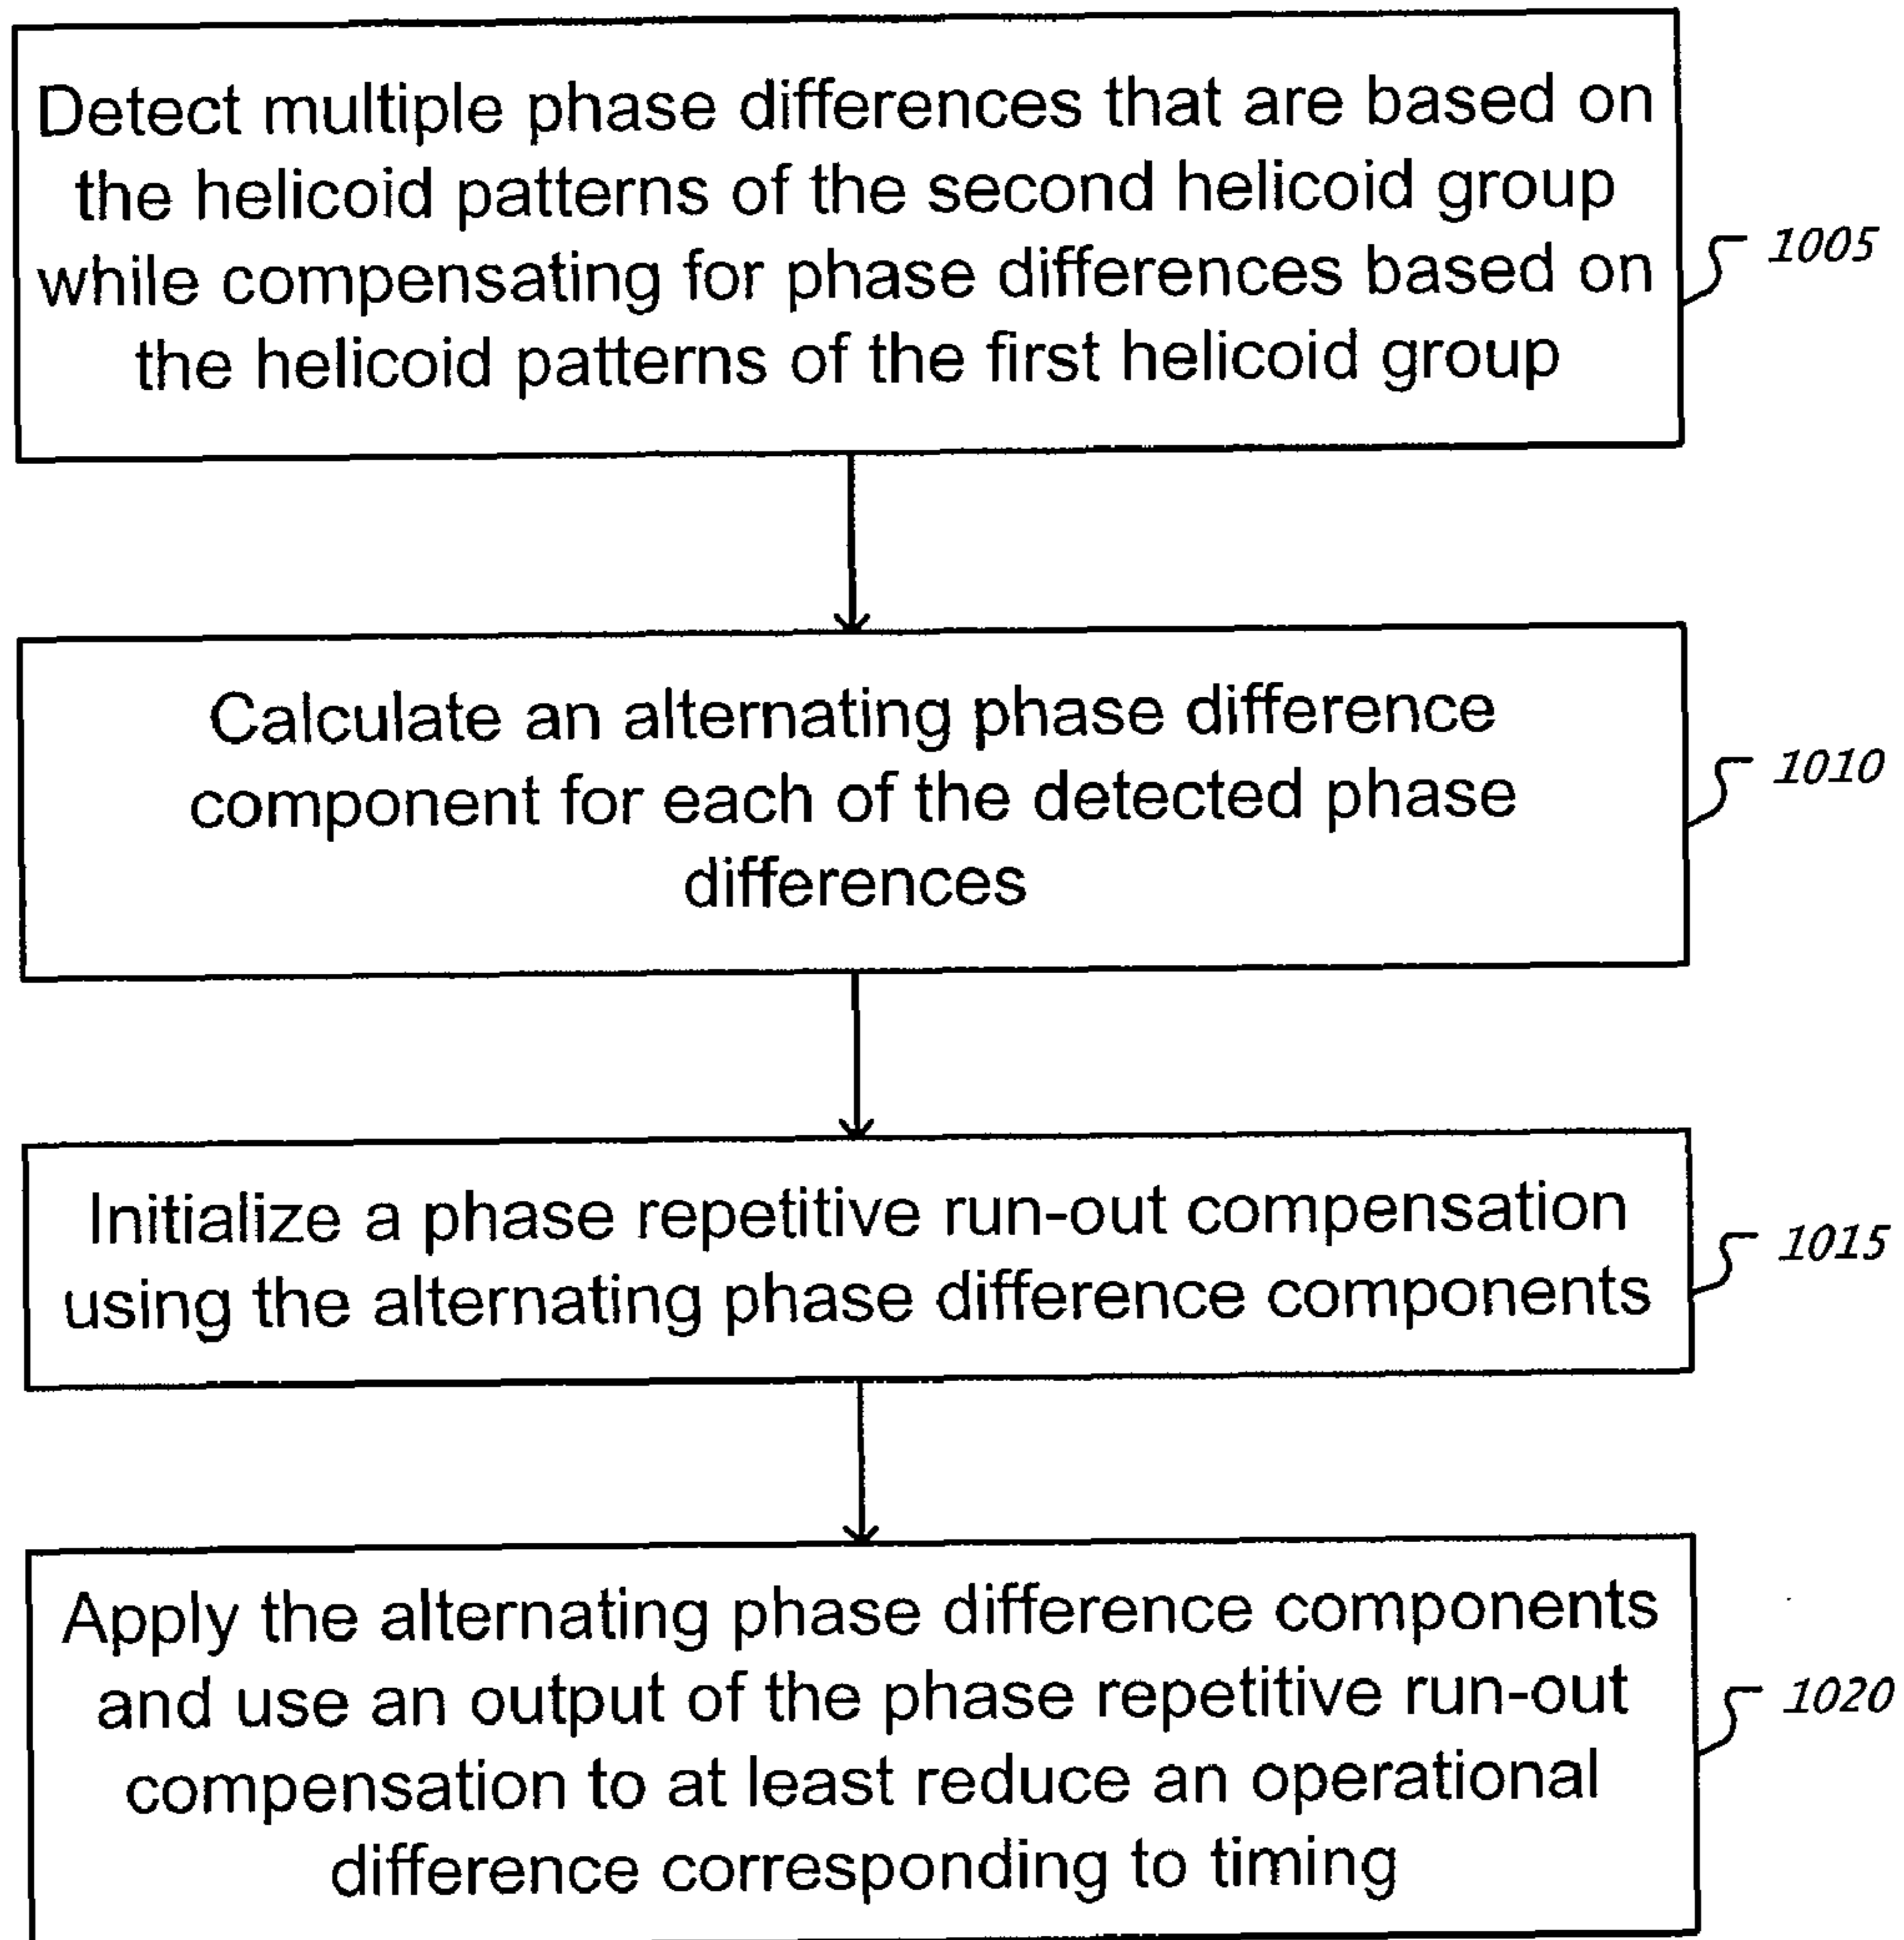 Detect multiple phase differences that are based on
the helicoid patterns of the second helicoid group
while compensating for phase differences based on
the helicoid patterns of the first helicoid group
1005
Calculate an alternating phase difference
component for each of the detected phase
differences
1010
Initialize a phase repetitive run-out compensation
using the alternating phase difference components
1015
Apply the alternating phase difference components
and use an output of the phase repetitive run-out
compensation to at least reduce an operational
difference corresponding to timing
1020